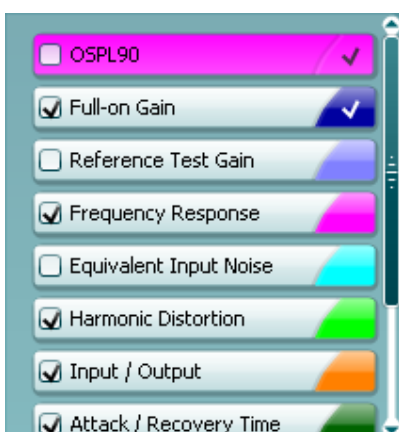 OSPL90
Full-on Gain
Reference Test Gain
Frequency Response
Equivalent Input Noise
Harmonic Distortion
Input / Output
Attack / Recovery Time